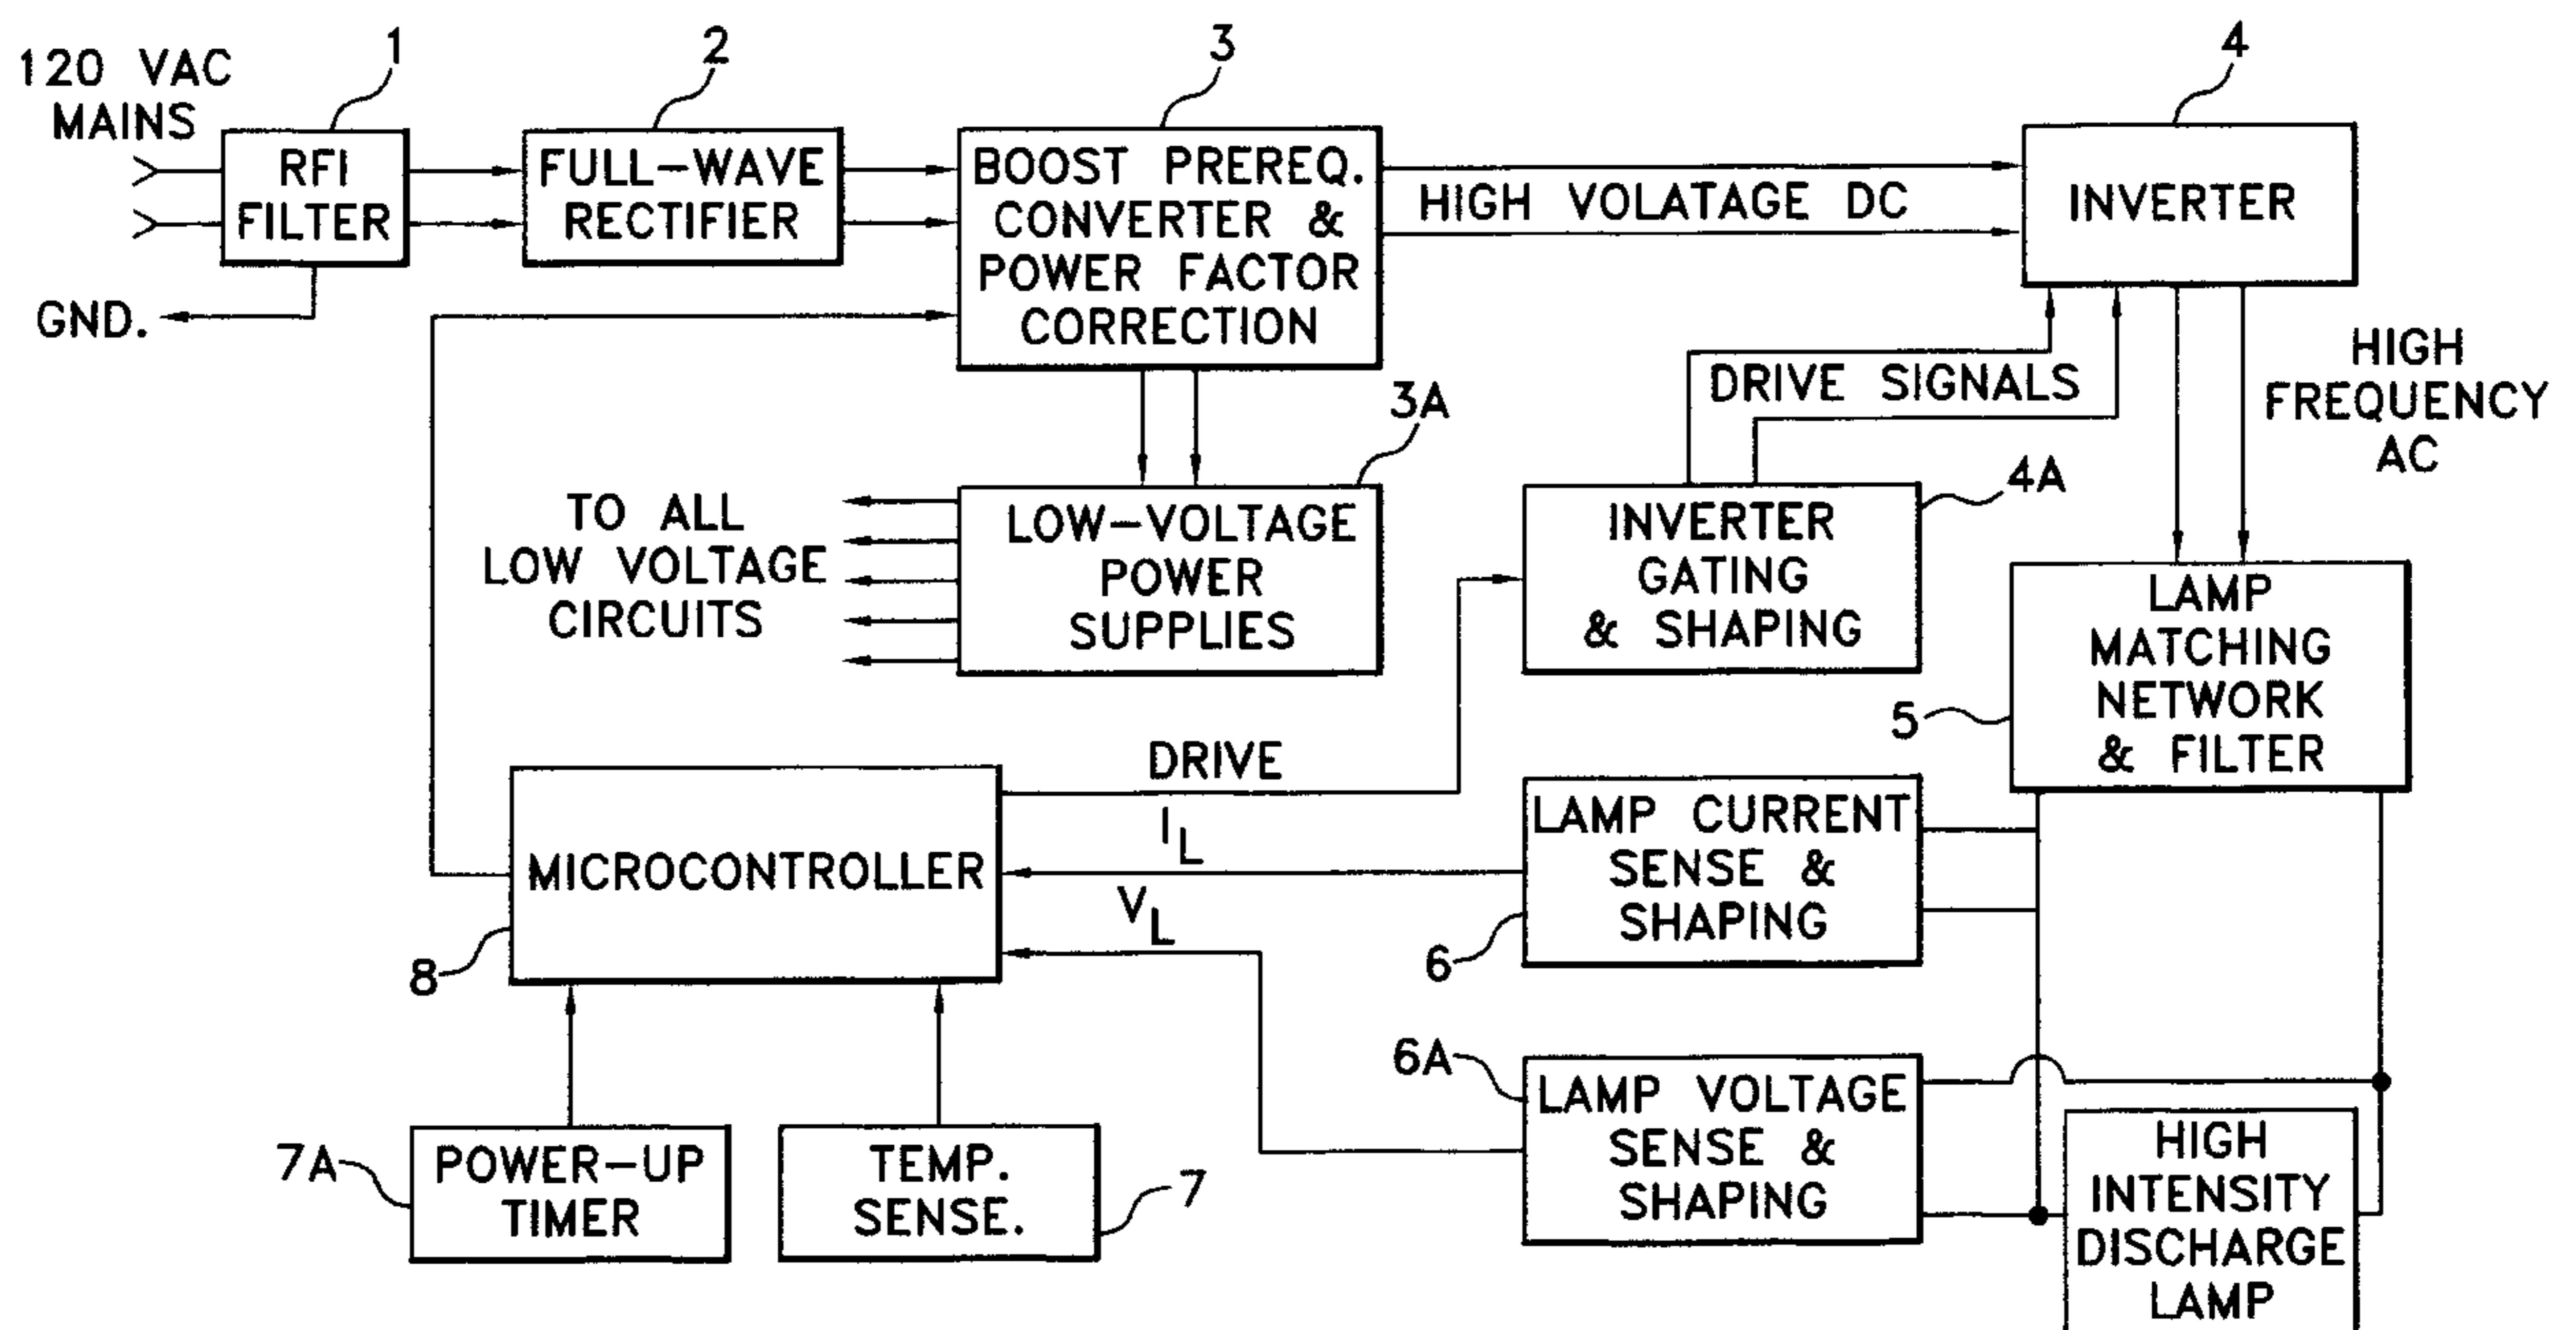 120 VAC
MAINS
1
2
3
4
RFI
FILTER
FULL-WAVE
RECTIFIER
BOOST PREREQ.
CONVERTER &
POWER FACTOR
CORRECTION
HIGH VOLATAGE DC
INVERTER
GND.
HIGH
FREQUENCY
AC
DRIVE SIGNALS
3A
4A
TO ALL
LOW VOLTAGE
CIRCUITS
LOW-VOLTAGE
POWER
SUPPLIES
INVERTER
GATING
& SHAPING
LAMP
MATCHING
NETWORK
& FILTER
5
DRIVE
IL
VL
MICROCONTROLLER
8
LAMP CURRENT
SENSE &
SHAPING
6
6A
LAMP VOLTAGE
SENSE &
SHAPING
7A
POWER-UP
TIMER
TEMP.
SENSE.
7
HIGH
INTENSITY
DISCHARGE
LAMP